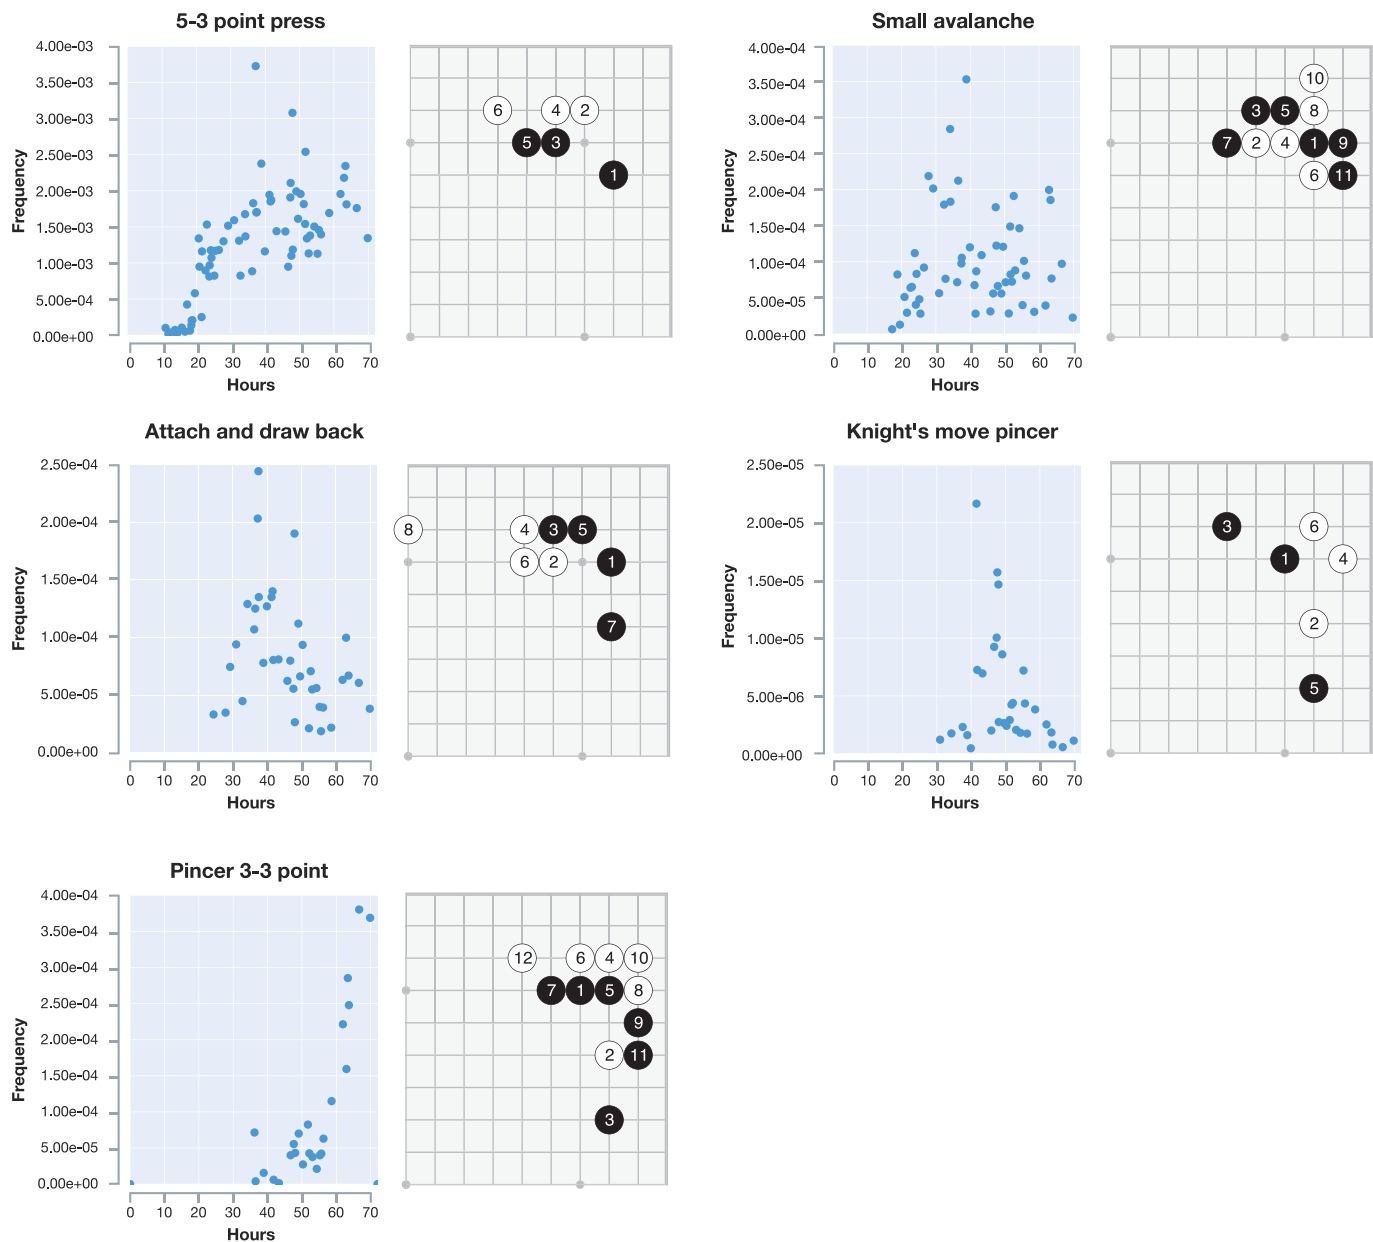 5-3 point press
Frequency
4.00e-03
3.50e-03
3.00e-03
2.50e-03
2.00e-03
1.50e-03
1.00e-03
5.00e-04
0.00e+00
0 10 20 30 40 50 60 70
Hours
6 4 2
5 3
1
Small avalanche
Frequency
4.00e-04
3.50e-04
3.00e-04
2.50e-04
2.00e-04
1.50e-04
1.00e-04
5.00e-05
0.00e+00
0 10 20 30 40 50 60 70
Hours
10
3 5 8
7 2 4 1 9
6 11
Attach and draw back
Frequency
2.50e-04
2.00e-04
1.50e-04
1.00e-04
5.00e-05
0.00e+00
0 10 20 30 40 50 60 70
Hours
8 4 3 5
6 2 1
7
Knight's move pincer
Frequency
2.50e-05
2.00e-05
1.50e-05
1.00e-05
5.00e-06
0.00e+00
0 10 20 30 40 50 60 70
Hours
3 6
1 4
2
5
Pincer 3-3 point
Frequency
4.00e-04
3.50e-04
3.00e-04
2.50e-04
2.00e-04
1.50e-04
1.00e-04
5.00e-05
0.00e+00
0 10 20 30 40 50 60 70
Hours
12 6 4 10
7 1 5 8
9
2 11
3